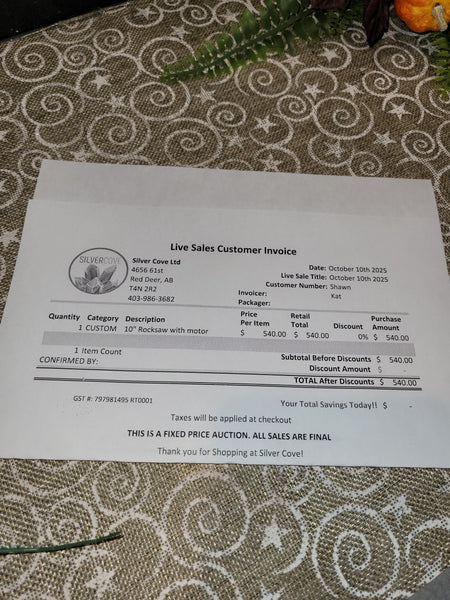 Live Sales Customer Invoice
SILVERCOVE
Silver Cove Ltd
4656 61st
Red Deer, AB
T4N 2R2
403-986-3682
Date: October 10th 2025
Live Sale Title: October 10th 2025
Customer Number: Shawn
Invoicer: Kat
Packager:
Quantity Category Description Price Per Item Retail Total Discount Purchase Amount
1 CUSTOM 10" Rocksaw with motor $ 540.00 $ 540.00 0% $ 540.00
1 Item Count
Subtotal Before Discounts $ 540.00
Discount Amount $ -
CONFIRMED BY:
TOTAL After Discounts $ 540.00
GST #: 797981495 RT0001
Your Total Savings Today!! $ -
Taxes will be applied at checkout
THIS IS A FIXED PRICE AUCTION. ALL SALES ARE FINAL
Thank you for Shopping at Silver Cove!